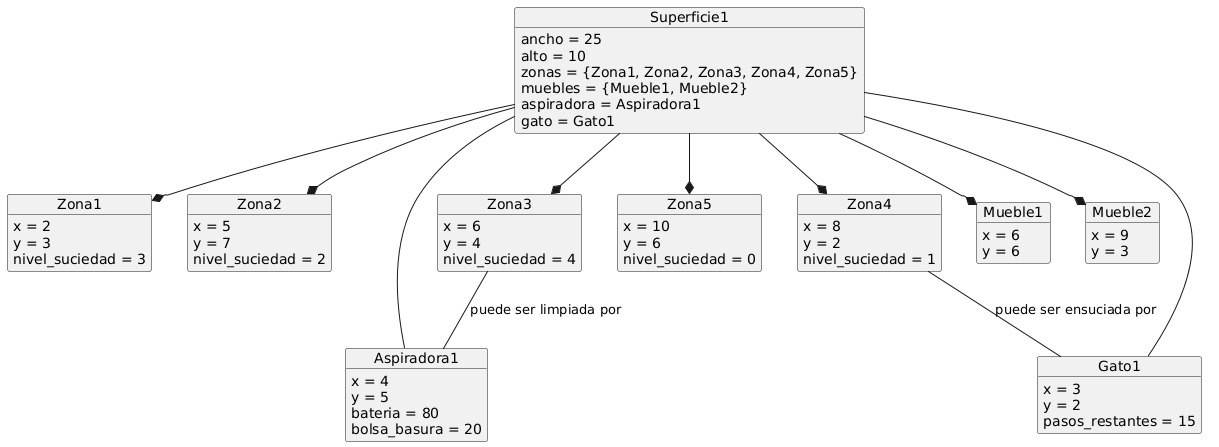 Superficie1
ancho = 25
alto = 10
zonas = {Zona1, Zona2, Zona3, Zona4, Zona5}
muebles = {Mueble1, Mueble2}
aspiradora = Aspiradora1
gato = Gato1
Zona1
x = 2
y = 3
nivel_suciedad = 3
Zona2
x = 5
y = 7
nivel_suciedad = 2
Zona3
x = 6
y = 4
nivel_suciedad = 4
Zona5
x = 10
y = 6
nivel_suciedad = 0
Zona4
x = 8
y = 2
nivel_suciedad = 1
Mueble1
x = 6
y = 6
Mueble2
x = 9
y = 3
puede ser limpiada por
puede ser ensuciada por
Aspiradora1
x = 4
y = 5
bateria = 80
bolsa_basura = 20
Gato1
x = 3
y = 2
pasos_restantes = 15